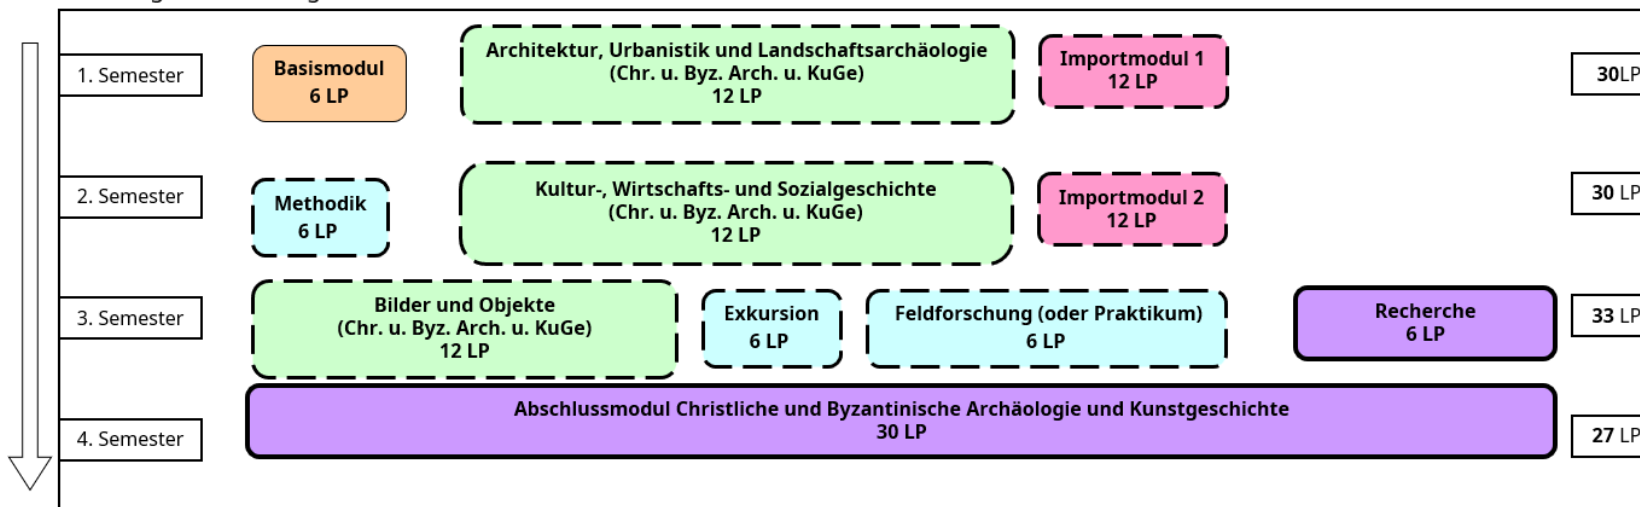 1. Semester
Basismodul
6 LP
Architektur, Urbanistik und Landschaftsarchäologie
(Chr. u. Byz. Arch. u. KuGe)
12 LP
Importmodul 1
12 LP
30LP
2. Semester
Methodik
6 LP
Kultur-, Wirtschafts- und Sozialgeschichte
(Chr. u. Byz. Arch. u. KuGe)
12 LP
Importmodul 2
12 LP
30 LP
3. Semester
Bilder und Objekte
(Chr. u. Byz. Arch. u. KuGe)
12 LP
Exkursion
6 LP
Feldforschung (oder Praktikum)
6 LP
Recherche
6 LP
33 LP
4. Semester
Abschlussmodul Christliche und Byzantinische Archäologie und Kunstgeschichte
30 LP
27 LP